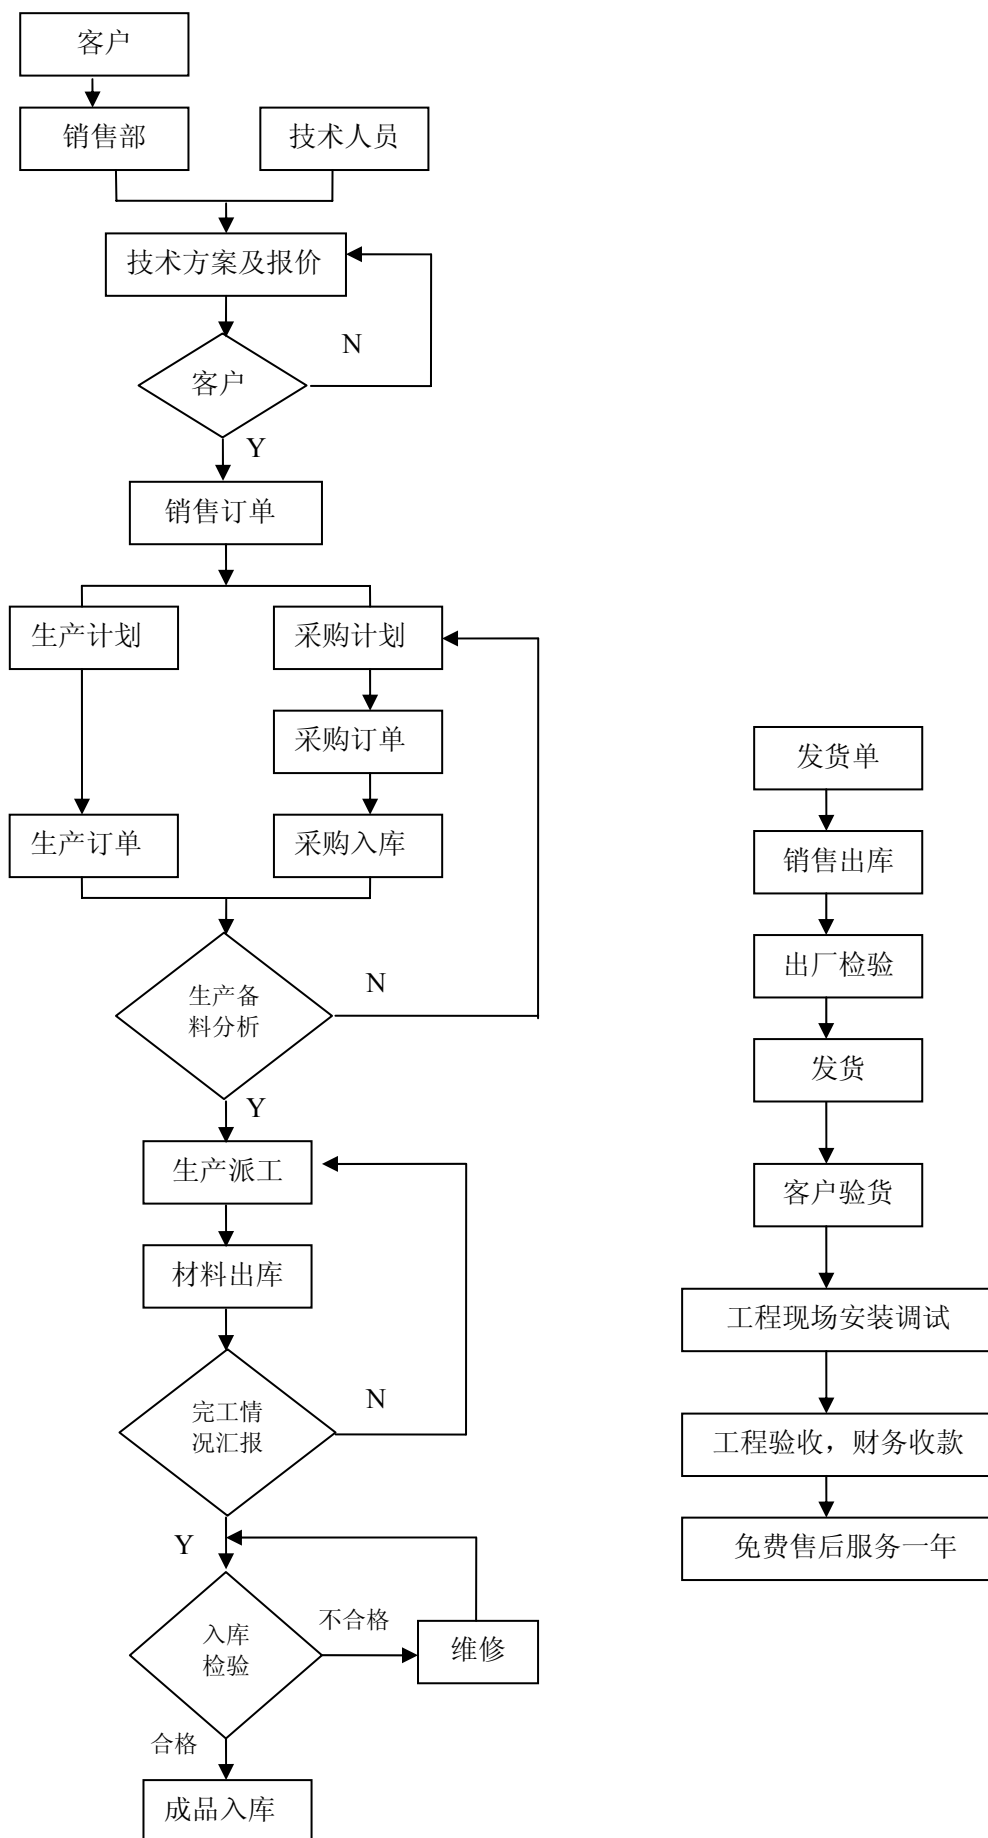 客户
销售部
技术人员
技术方案及报价
N
客户
Y
销售订单
生产计划
采购计划
采购订单
生产订单
采购入库
N
生产备
料分析
Y
生产派工
材料出库
N
完工情
况汇报
Y
不合格
入库
检验
维修
合格
成品入库
发货单
销售出库
出厂检验
发货
客户验货
工程现场安装调试
工程验收，财务收款
免费售后服务一年